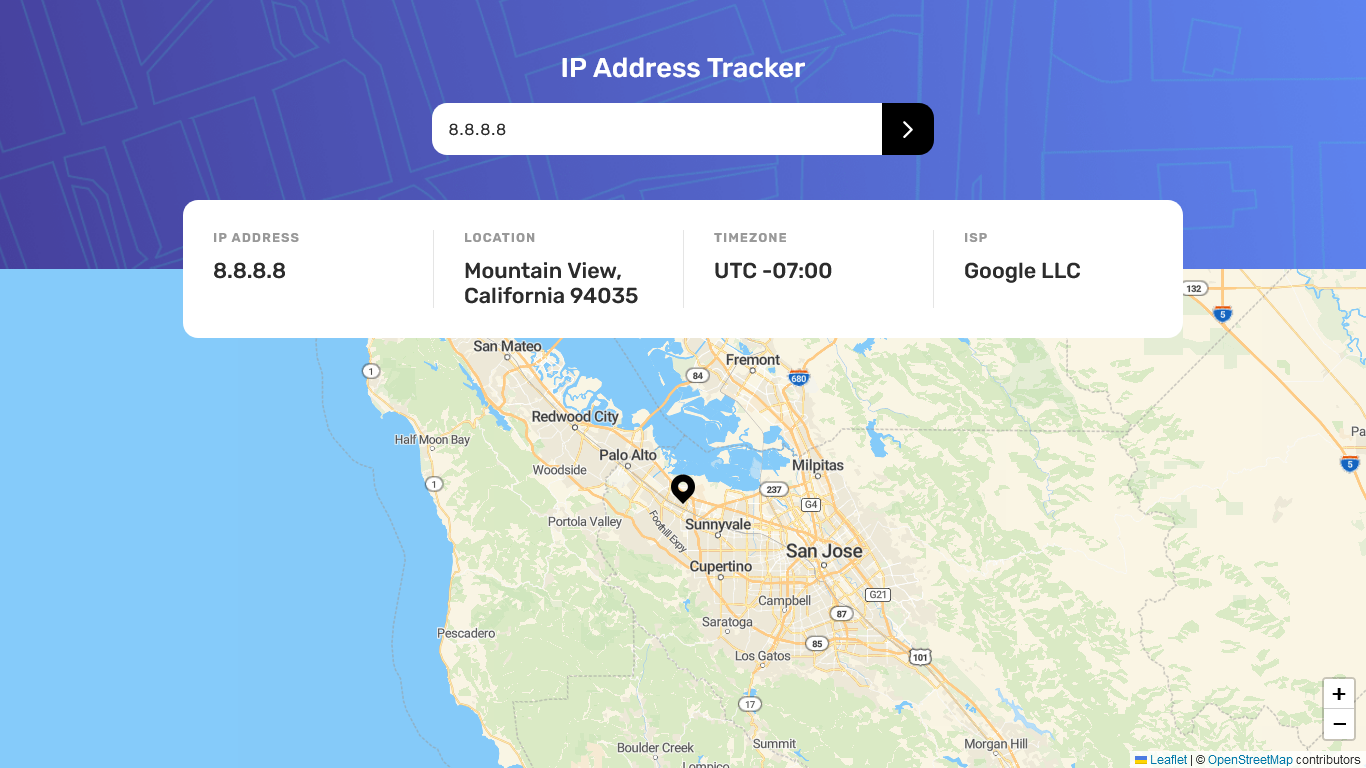 IP Address Tracker
8.8.8.8
IP ADDRESS
8.8.8.8
LOCATION
Mountain View,
California 94035
TIMEZONE
UTC -07:00
ISP
Google LLC
132
5
San Mateo
Fremont
1
84
680
Redwood City
Half Moon Bay
Pa
Palo Alto
Milpitas
5
Woodside
1
237
G4
Portola Valley
Foothill Expy
Sunnyvale
San Jose
Cupertino
G21
Campbell
87
Saratoga
Pescadero
85
Los Gatos
101
17
Boulder Creek
Summit
Morgan Hill
Lompico
+
−
Leaflet | © OpenStreetMap contributors